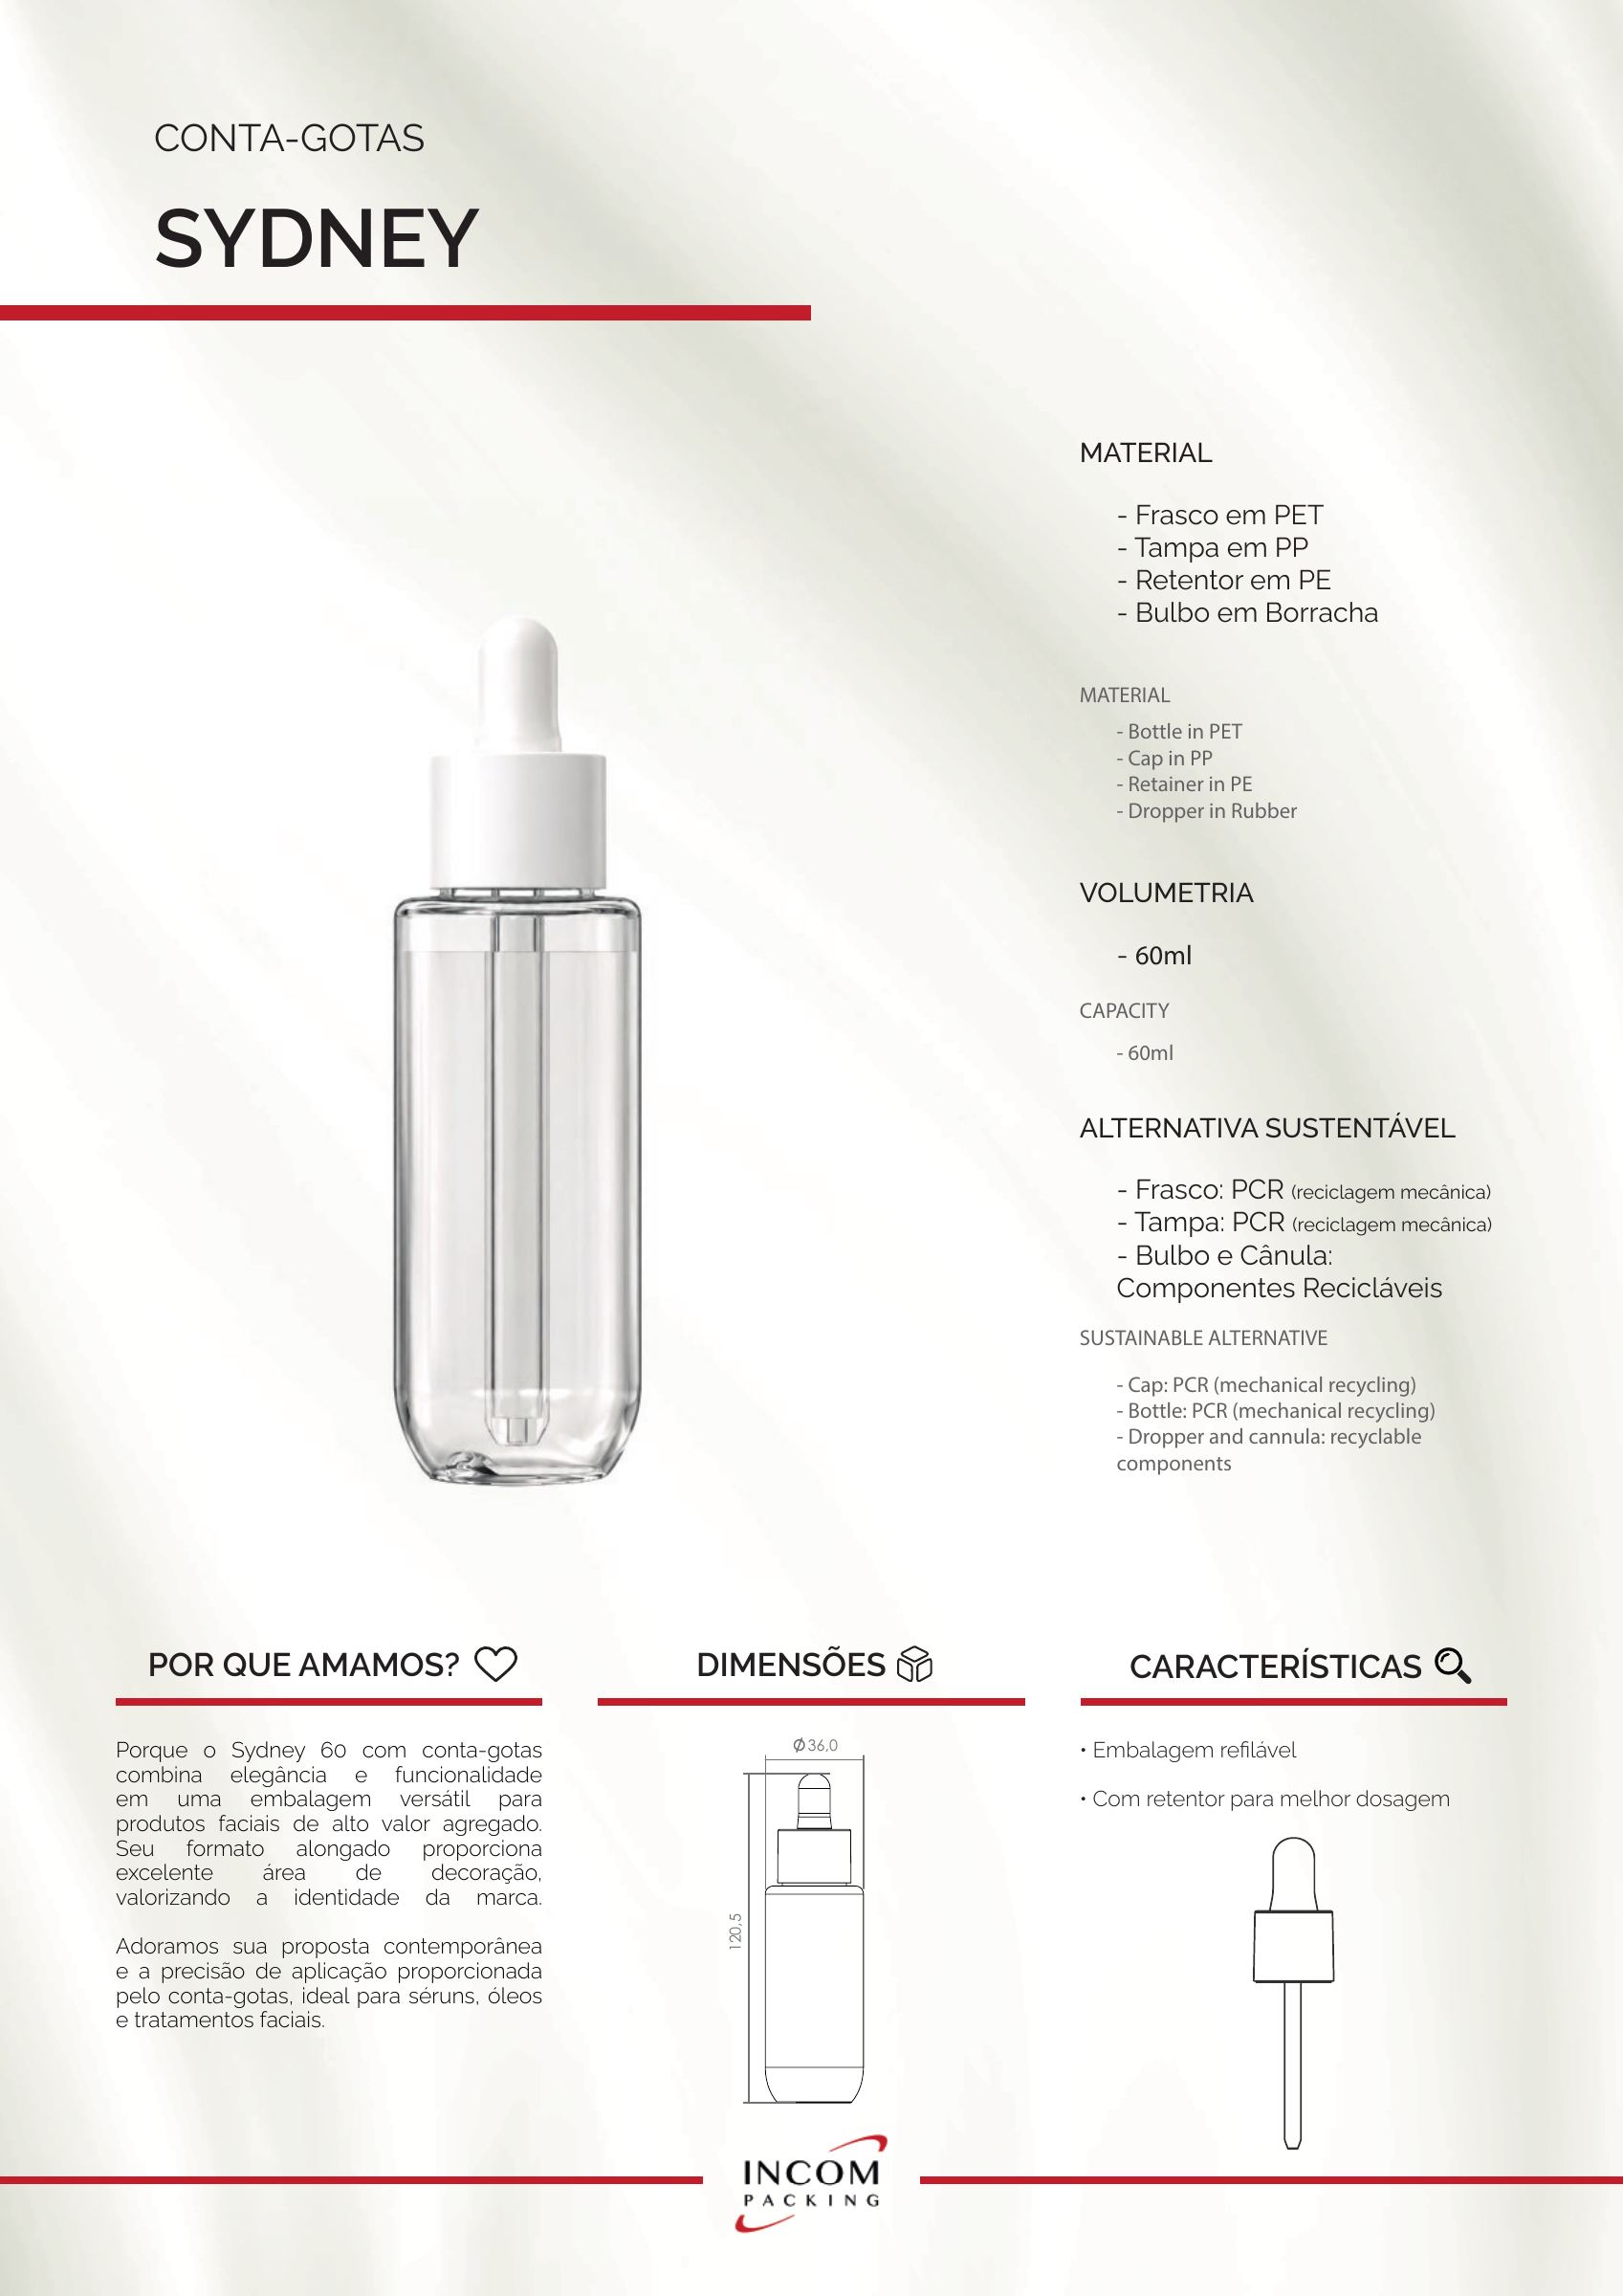 CONTA-GOTAS
SYDNEY
MATERIAL
- Frasco em PET
- Tampa em PP
- Retentor em PE
- Bulbo em Borracha
MATERIAL
- Bottle in PET
- Cap in PP
- Retainer in PE
- Dropper in Rubber
VOLUMETRIA
- 60ml
CAPACITY
- 60ml
ALTERNATIVA SUSTENTÁVEL
- Frasco: PCR (reciclagem mecânica)
- Tampa: PCR (reciclagem mecânica)
- Bulbo e Cânula:
Componentes Recicláveis
SUSTAINABLE ALTERNATIVE
- Cap: PCR (mechanical recycling)
- Bottle: PCR (mechanical recycling)
- Dropper and cannula: recyclable
components
POR QUE AMAMOS?
Porque o Sydney 60 com conta-gotas
combina elegância e funcionalidade
em uma embalagem versátil para
produtos faciais de alto valor agregado.
Seu formato alongado proporciona
excelente área de decoração,
valorizando a identidade da marca.
Adoramos sua proposta contemporânea
e a precisão de aplicação proporcionada
pelo conta-gotas, ideal para séruns, óleos
e tratamentos faciais.
DIMENSÕES
Ø36,0
120,5
CARACTERÍSTICAS
• Embalagem refilável
• Com retentor para melhor dosagem
INCOM
PACKING